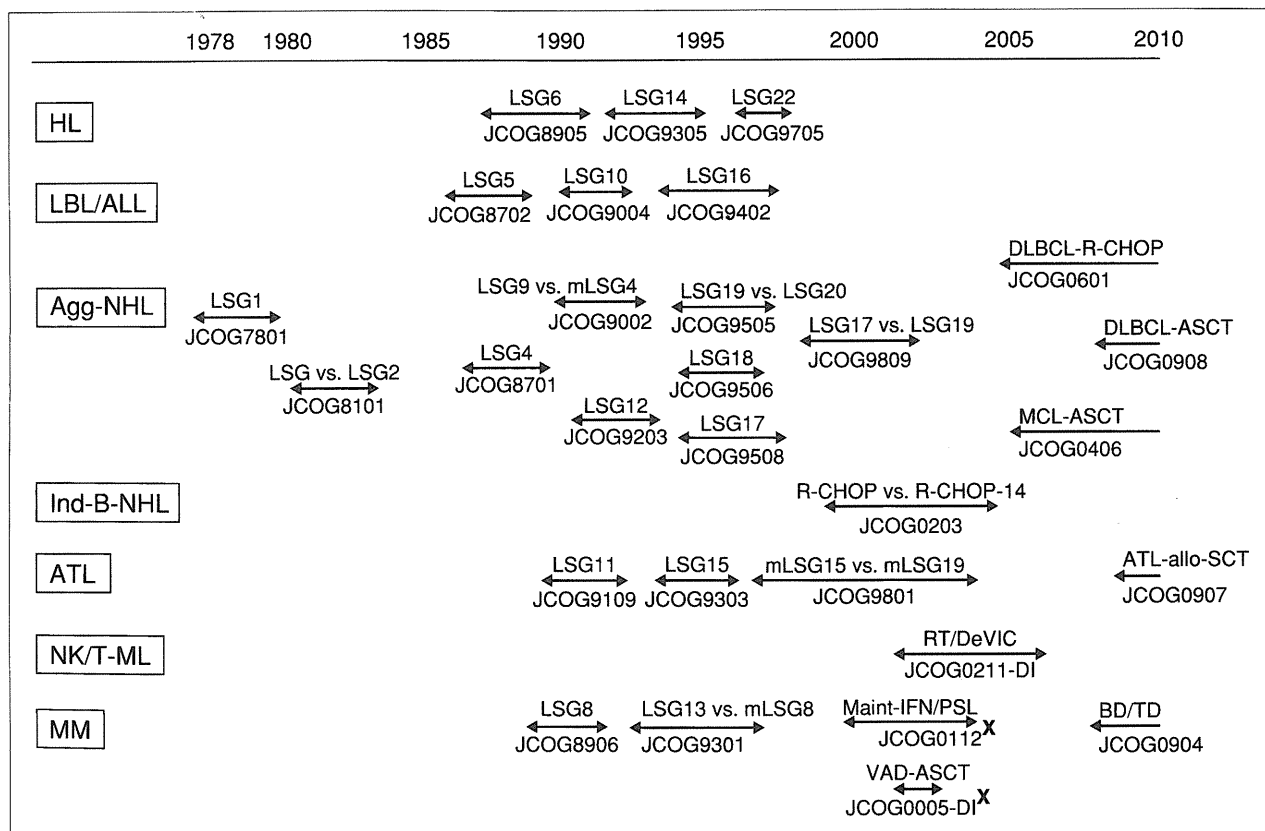 1978 1980 1985 1990 1995 2000 2005 2010
HL
LSG6 LSG14 LSG22
JCOG8905 JCOG9305 JCOG9705
LBL/ALL
LSG5 LSG10 LSG16
JCOG8702 JCOG9004 JCOG9402
DLBCL-R-CHOP
JCOG0601
Agg-NHL
LSG1 LSG9 vs. mLSG4 LSG19 vs. LSG20
JCOG7801 JCOG9002 JCOG9505
LSG17 vs. LSG19 DLBCL-ASCT
JCOG9809 JCOG0908
LSG vs. LSG2 LSG4 LSG18
JCOG8101 JCOG8701 JCOG9506
LSG12 LSG17 MCL-ASCT
JCOG9203 JCOG9508 JCOG0406
Ind-B-NHL
R-CHOP vs. R-CHOP-14
JCOG0203
ATL
LSG11 LSG15 mLSG15 vs. mLSG19 ATL-allo-SCT
JCOG9109 JCOG9303 JCOG9801 JCOG0907
NK/T-ML
RT/DeVIC
JCOG0211-DI
MM
LSG8 LSG13 vs. mLSG8 Maint-IFN/PSL BD/TD
JCOG8906 JCOG9301 JCOG0112 X JCOG0904
VAD-ASCT
JCOG0005-DI X